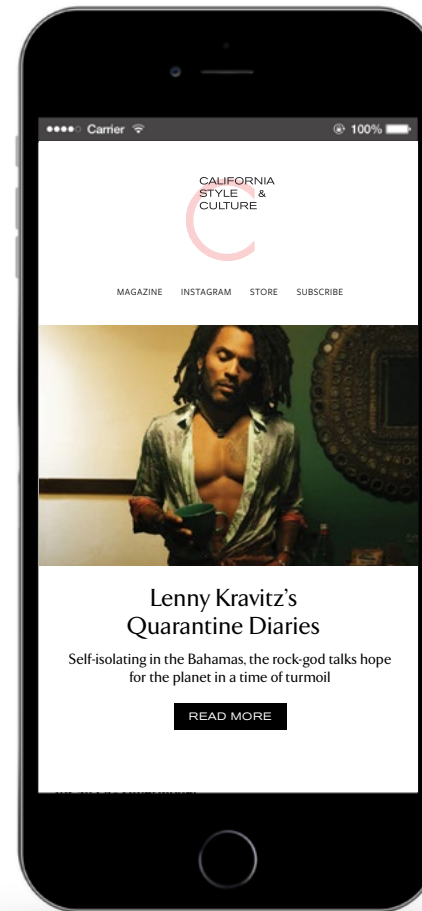 Carrier 100%
CALIFORNIA
STYLE &
CULTURE
MAGAZINE INSTAGRAM STORE SUBSCRIBE
Lenny Kravitz’s
Quarantine Diaries
Self-isolating in the Bahamas, the rock-god talks hope
for the planet in a time of turmoil
READ MORE